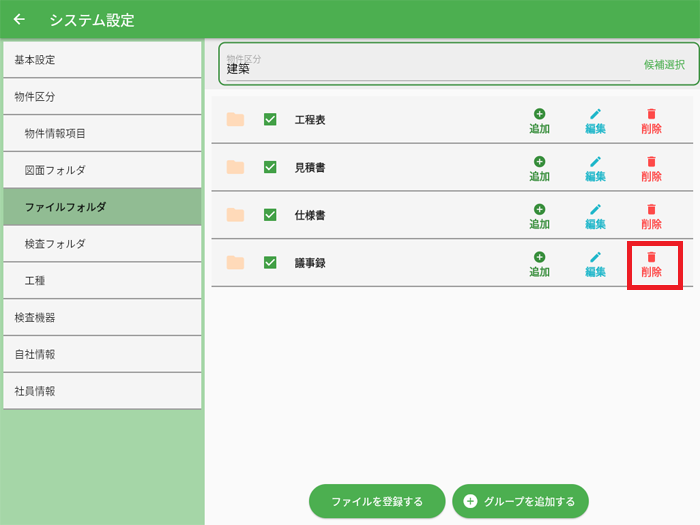 システム設定
基本設定
物件区分
物件情報項目
図面フォルダ
ファイルフォルダ
検査フォルダ
工種
検査機器
自社情報
社員情報
物件区分
建築
候補選択
工程表 追加 編集 削除
見積書 追加 編集 削除
仕様書 追加 編集 削除
議事録 追加 編集 削除
ファイルを登録する
グループを追加する